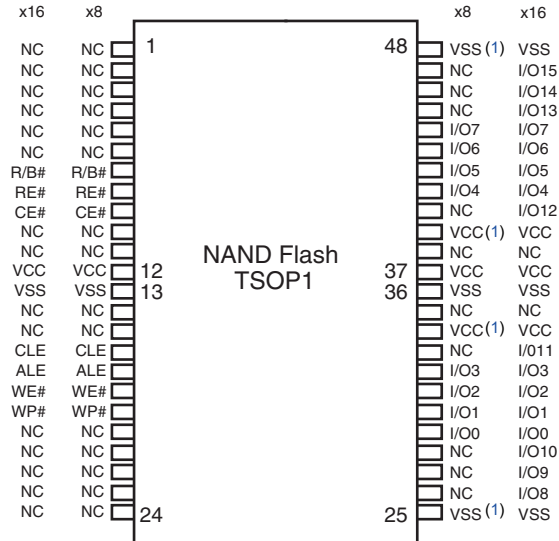 x16 x8 x8 x16
NC NC 1 48 VSS (1) VSS
NC NC NC I/O15
NC NC NC I/O14
NC NC NC I/O13
NC NC I/O7 I/O7
NC NC I/O6 I/O6
R/B# R/B# I/O5 I/O5
RE# RE# I/O4 I/O4
CE# CE# NC I/O12
NC NC VCC(1) VCC
NC NC NAND Flash NC NC
VCC VCC 12 TSOP1 37 VCC VCC
VSS VSS 13 36 VSS VSS
NC NC NC NC
NC NC VCC(1) VCC
CLE CLE NC I/011
ALE ALE I/O3 I/O3
WE# WE# I/O2 I/O2
WP# WP# I/O1 I/O1
NC NC I/O0 I/O0
NC NC NC I/O10
NC NC NC I/O9
NC NC NC I/O8
NC NC 24 25 VSS (1) VSS